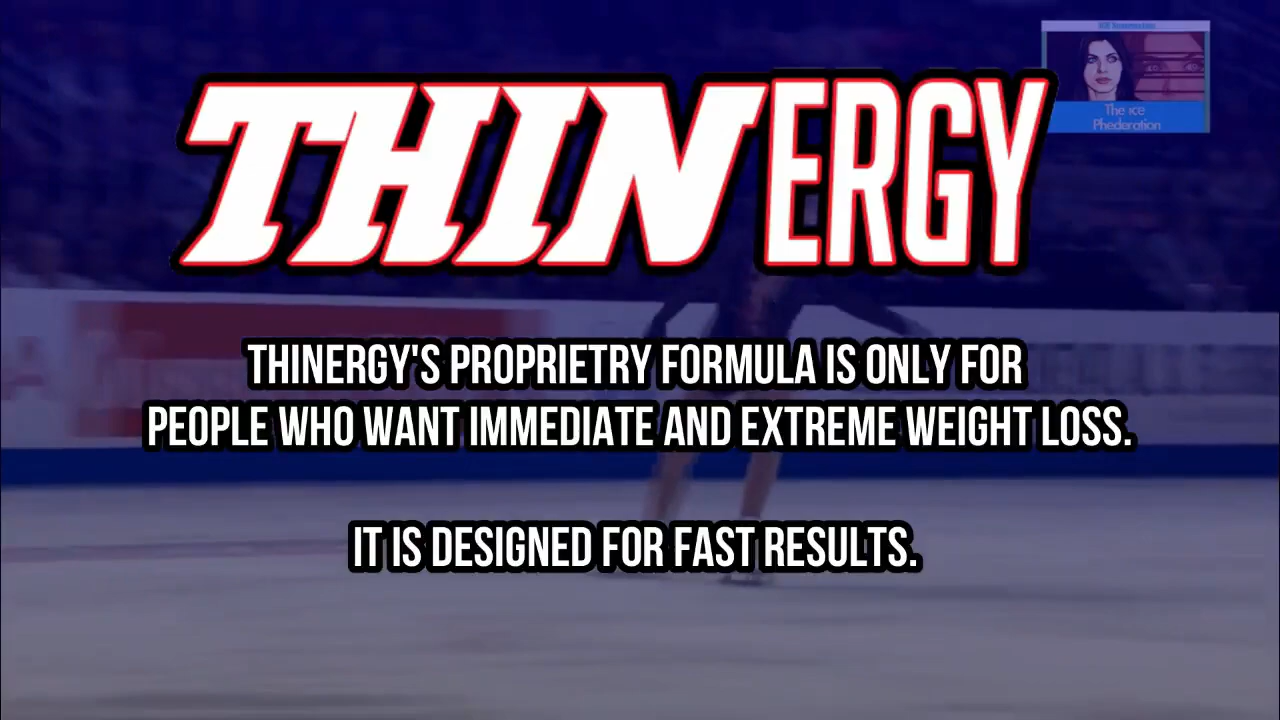 THINERGY
The ice
Phederation
THINERGY'S PROPRIETRY FORMULA IS ONLY FOR
PEOPLE WHO WANT IMMEDIATE AND EXTREME WEIGHT LOSS.
IT IS DESIGNED FOR FAST RESULTS.